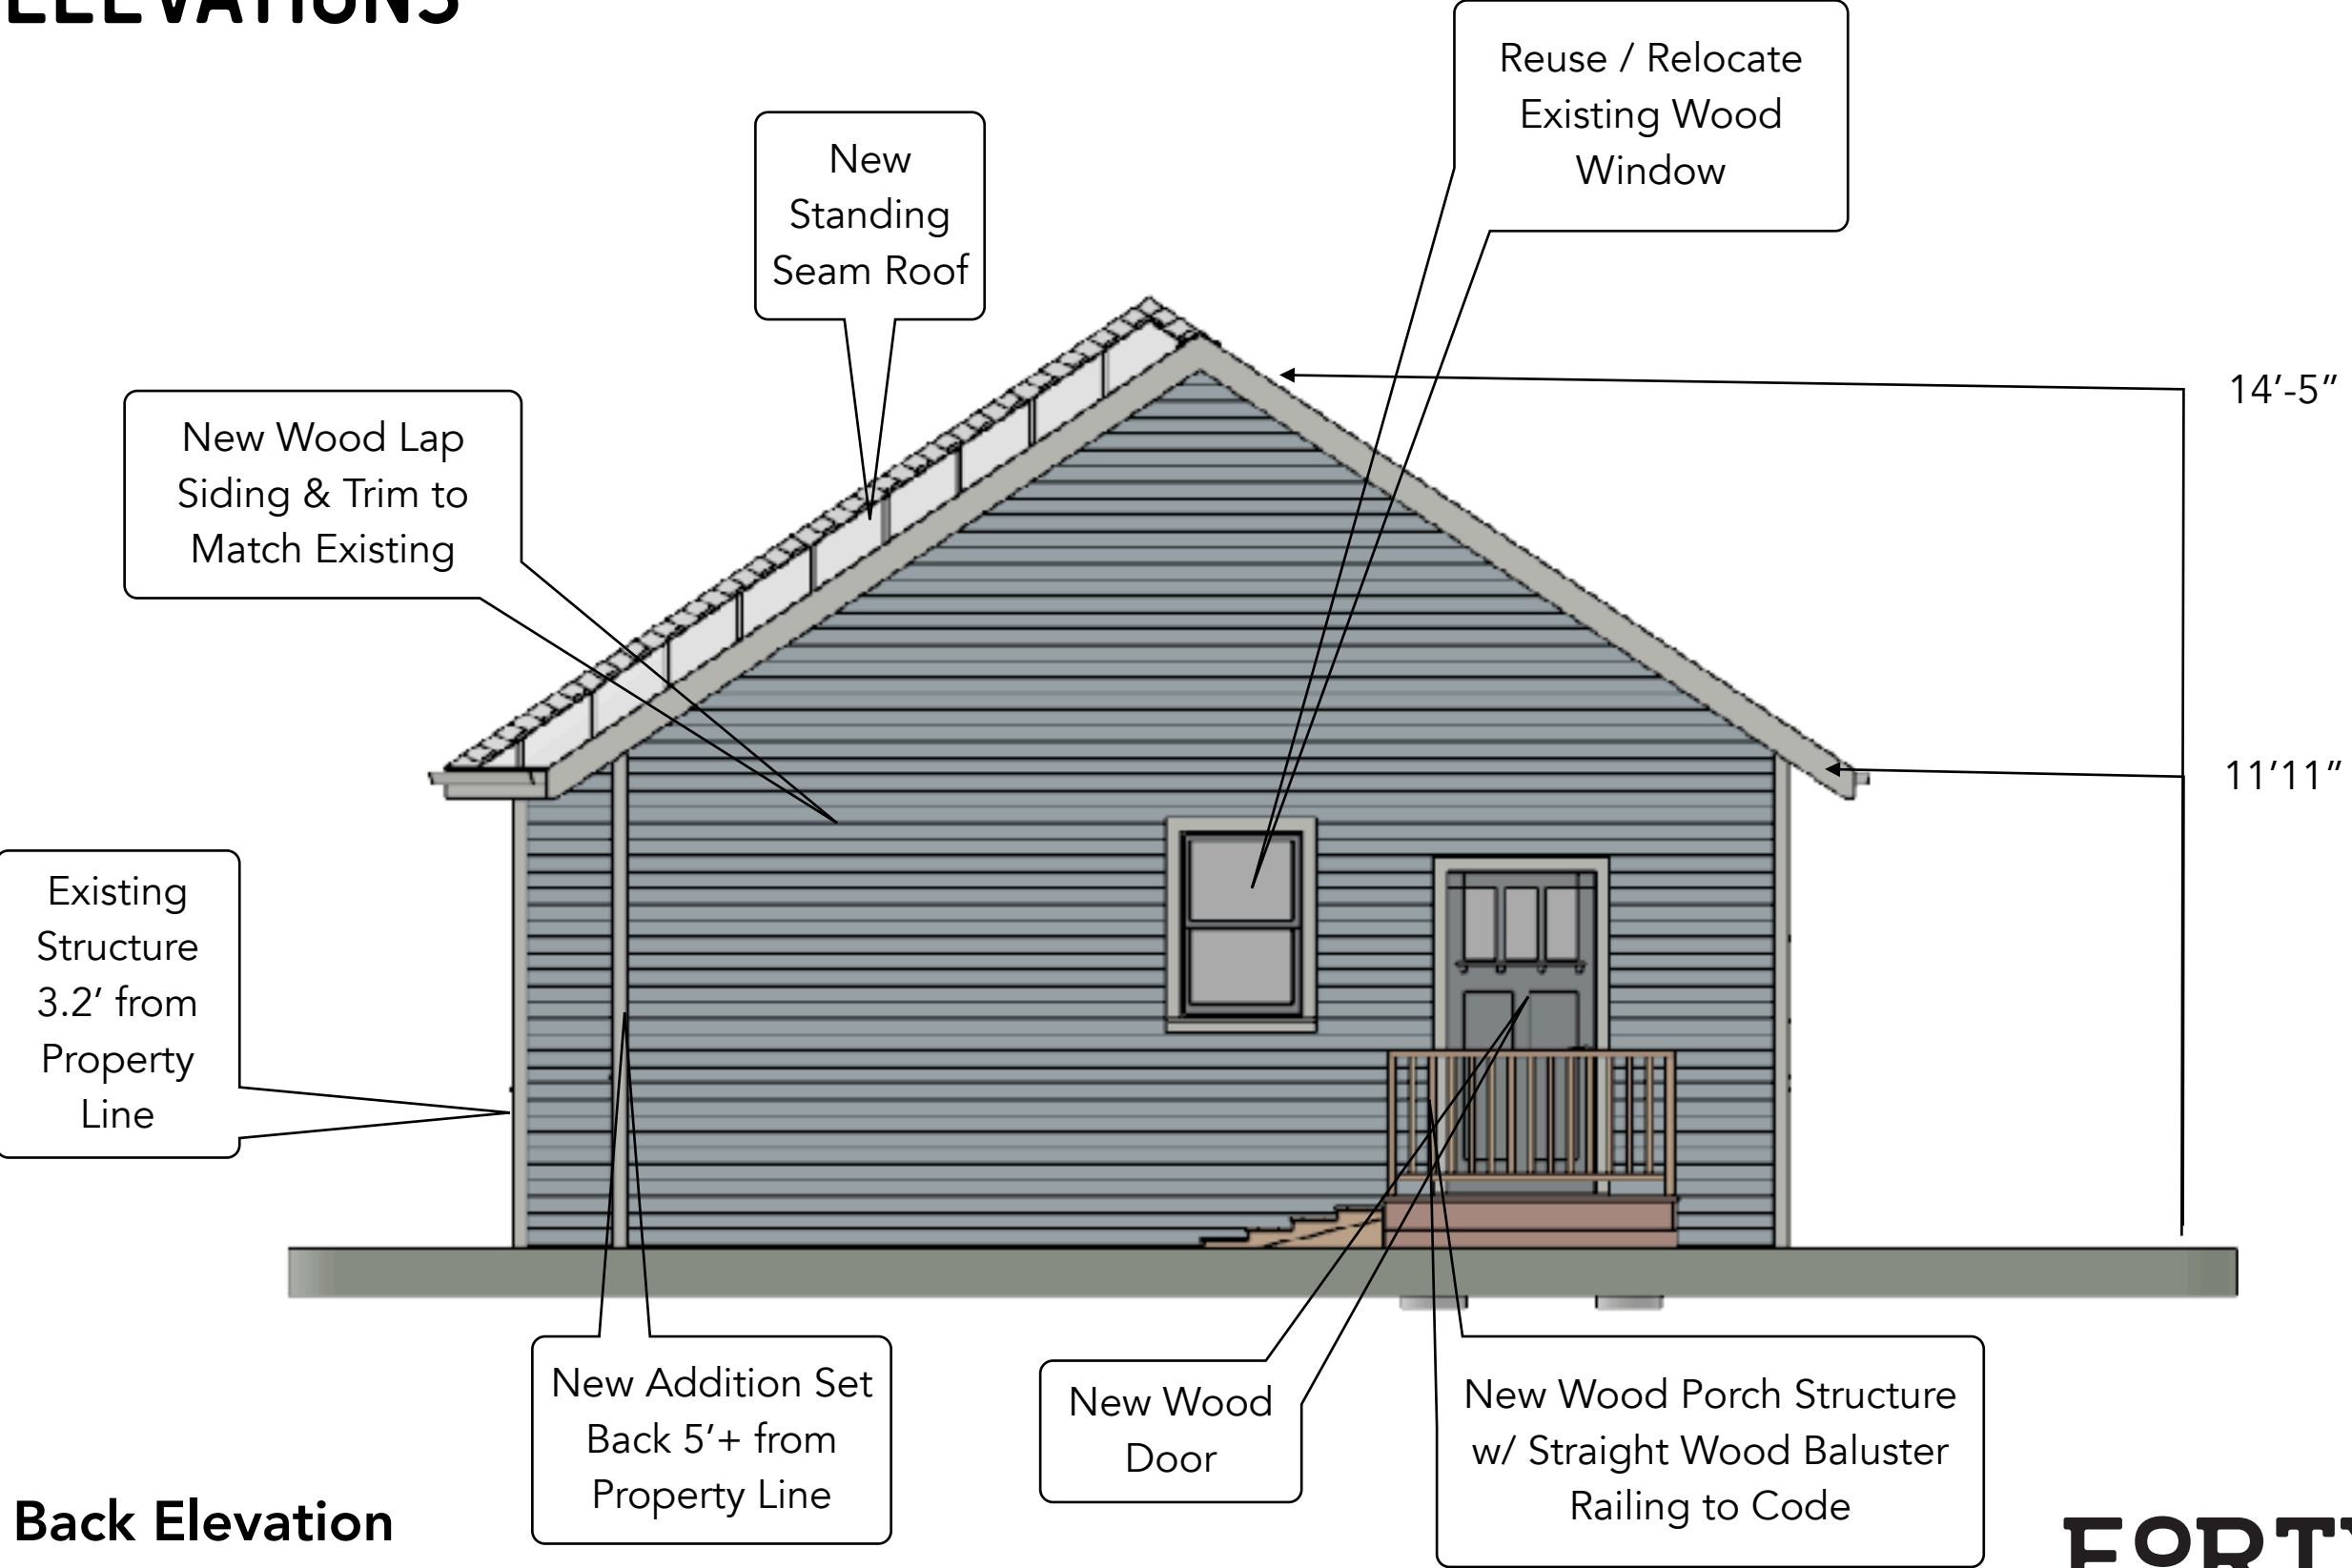 ELEVATIONS
Reuse / Relocate
Existing Wood
Window
New
Standing
Seam Roof
14’-5”
New Wood Lap
Siding & Trim to
Match Existing
11’11”
Existing
Structure
3.2’ from
Property
Line
New Addition Set
Back 5’+ from
Property Line
New Wood
Door
New Wood Porch Structure
w/ Straight Wood Baluster
Railing to Code
Back Elevation